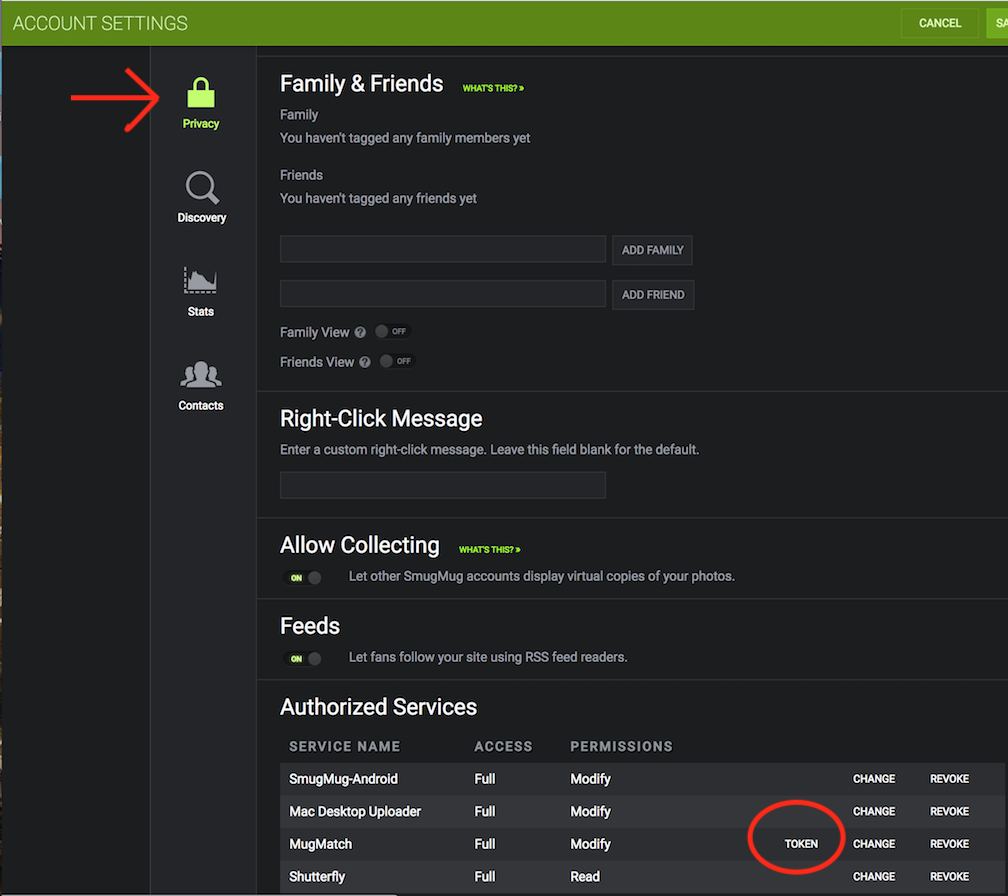 ACCOUNT SETTINGS
CANCEL
SA
Privacy
Discovery
Stats
Contacts
Family & Friends WHAT'S THIS? »
Family
You haven't tagged any family members yet
Friends
You haven't tagged any friends yet
ADD FAMILY
ADD FRIEND
Family View ? OFF
Friends View ? OFF
Right-Click Message
Enter a custom right-click message. Leave this field blank for the default.
Allow Collecting WHAT'S THIS? »
ON Let other SmugMug accounts display virtual copies of your photos.
Feeds
ON Let fans follow your site using RSS feed readers.
Authorized Services
SERVICE NAME ACCESS PERMISSIONS
SmugMug-Android Full Modify CHANGE REVOKE
Mac Desktop Uploader Full Modify CHANGE REVOKE
MugMatch Full Modify TOKEN CHANGE REVOKE
Shutterfly Full Read CHANGE REVOKE